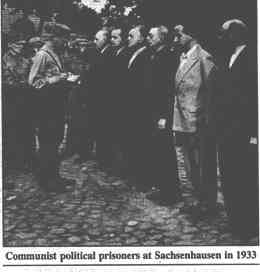 Communist political prisoners at Sachsenhausen in 1933